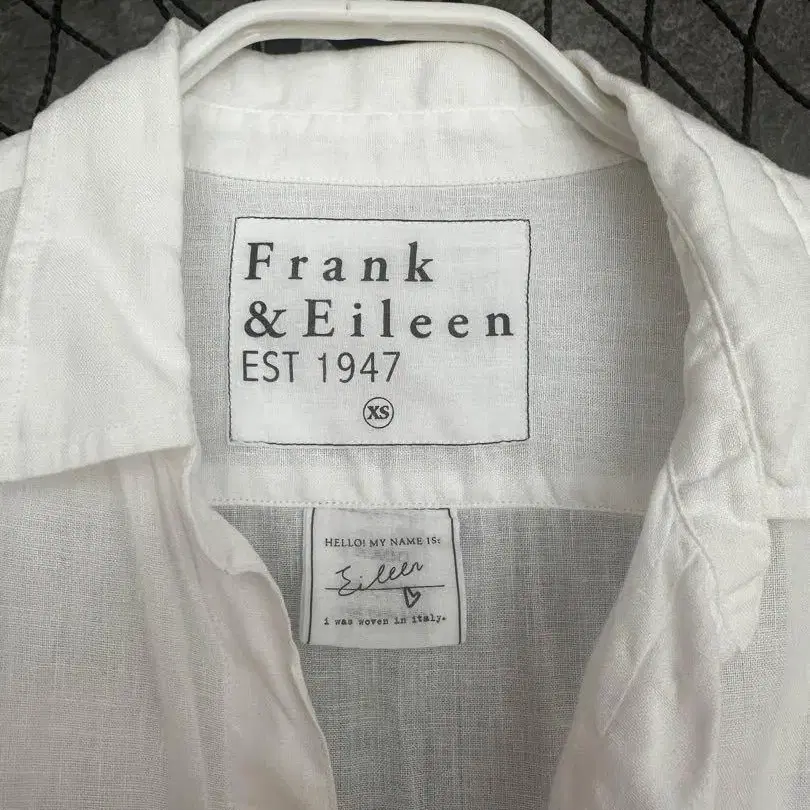 Frank
& Eileen
EST 1947
XS
HELLO! MY NAME IS:
Eileen
i was woven in italy.